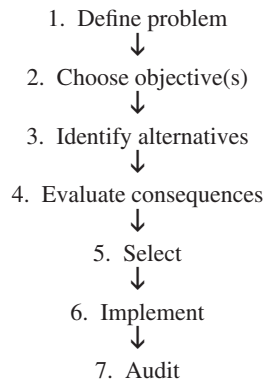 1. Define problem
2. Choose objective(s)
3. Identify alternatives
4. Evaluate consequences
5. Select
6. Implement
7. Audit